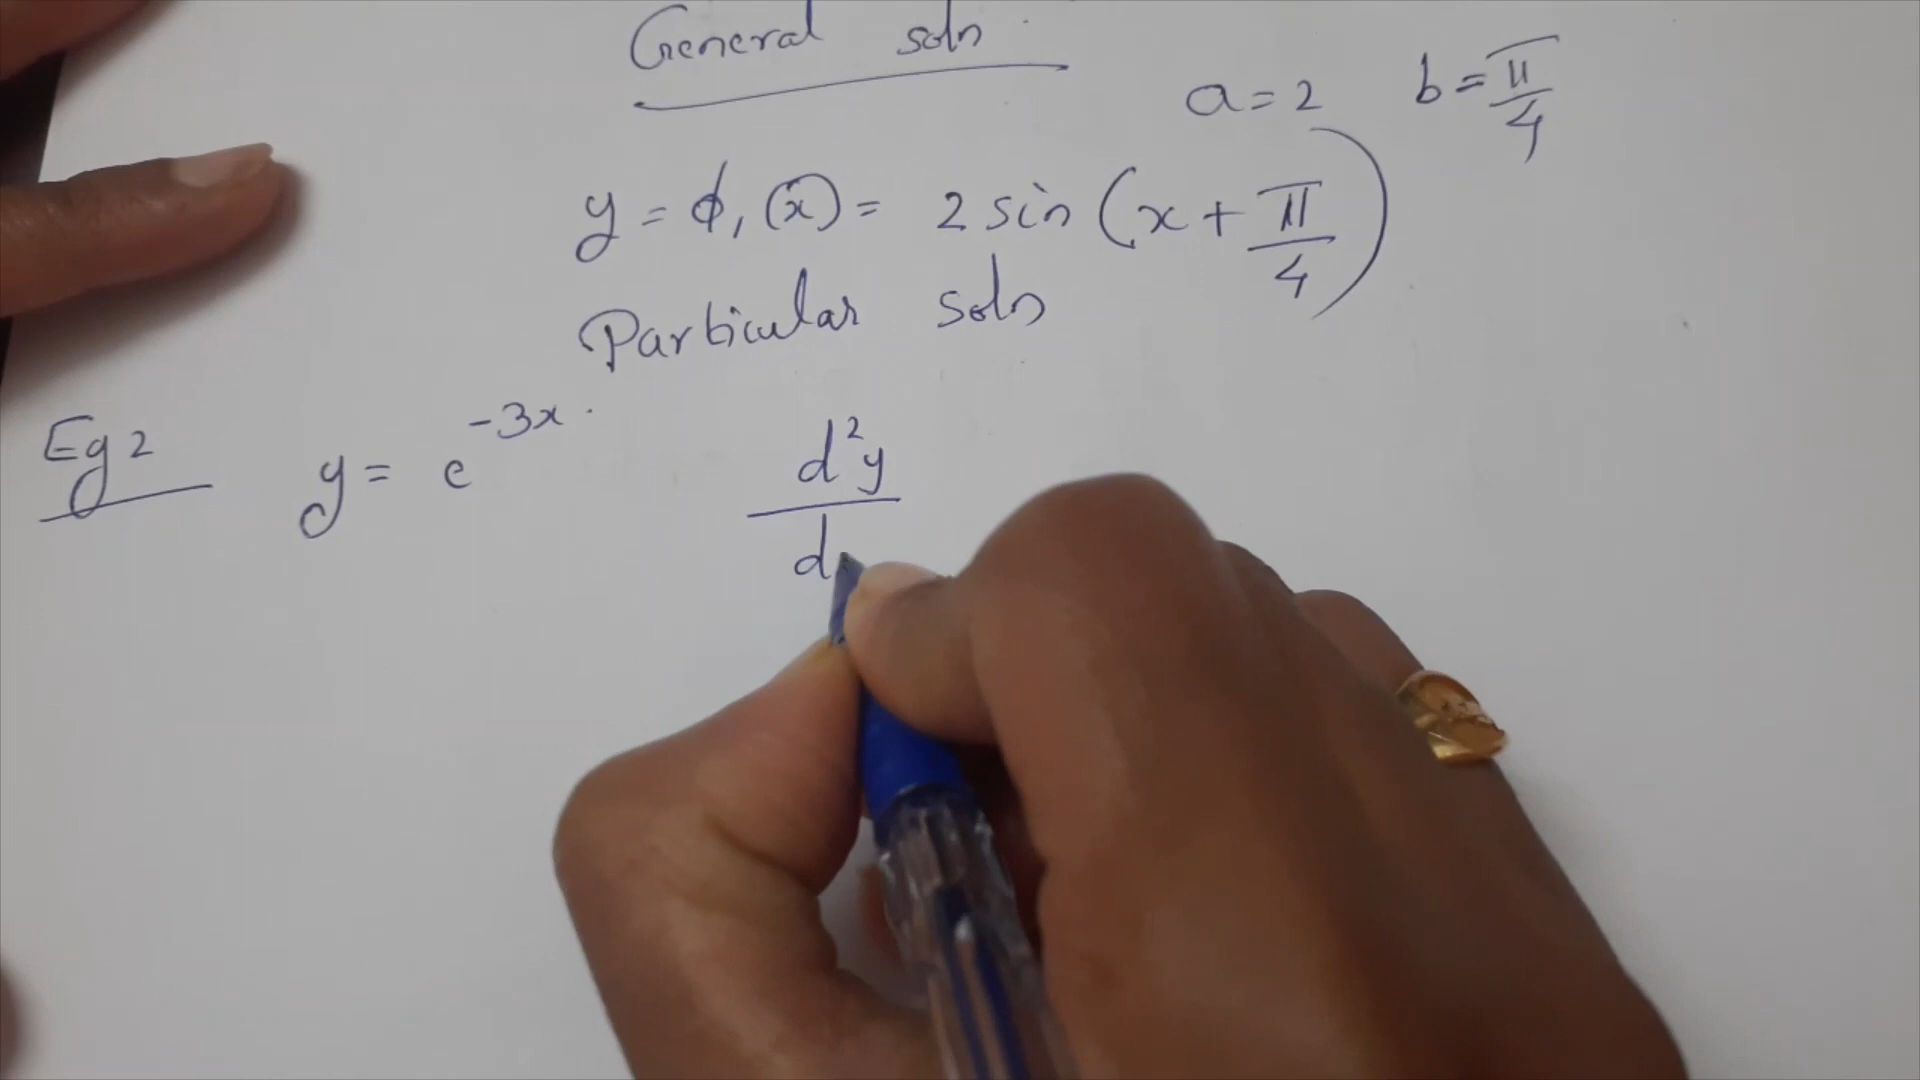 General soln
a = 2 b = π/4
y = ϕ₁(x) = 2 sin (x + π/4)
Particular soln
Eg 2 y = e^-3x. d²y/d